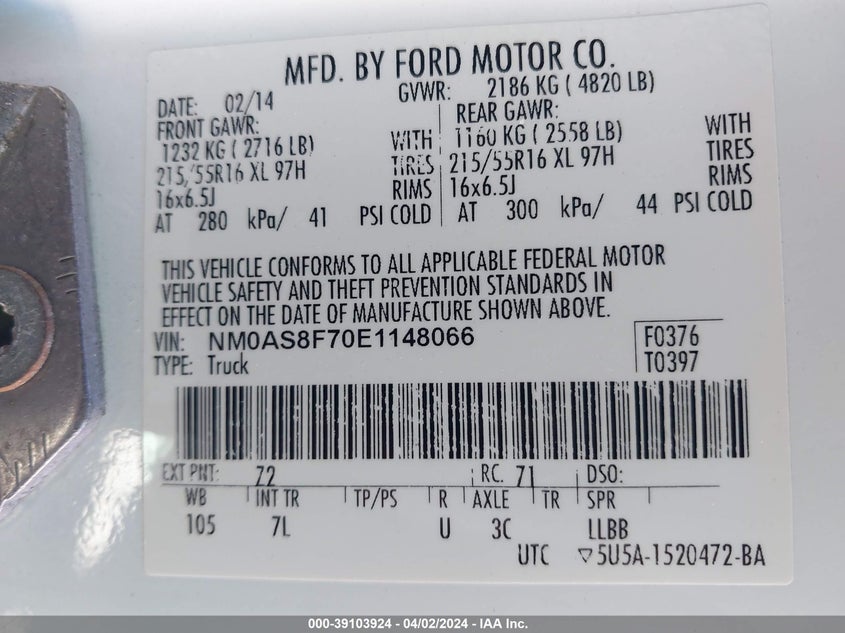 MFD. BY FORD MOTOR CO.
DATE: 02/14 GVWR: 2186 KG ( 4820 LB)
FRONT GAWR: REAR GAWR:
1232 KG ( 2716 LB) WITH 1160 KG ( 2558 LB) WITH
215/55R16 XL 97H TIRES 215/55R16 XL 97H TIRES
16x6.5J RIMS 16x6.5J RIMS
AT 280 kPa/ 41 PSI COLD AT 300 kPa/ 44 PSI COLD
THIS VEHICLE CONFORMS TO ALL APPLICABLE FEDERAL MOTOR
VEHICLE SAFETY AND THEFT PREVENTION STANDARDS IN
EFFECT ON THE DATE OF MANUFACTURE SHOWN ABOVE.
VIN: NM0AS8F70E1148066 F0376
TYPE: Truck T0397
EXT PNT: Z2 RC: 71 DSO:
WB INT TR TP/PS R AXLE TR SPR
105 7L U 3C LLBB
UTC ▽5U5A-1520472-BA
000-39103924 - 04/02/2024 - IAA Inc.